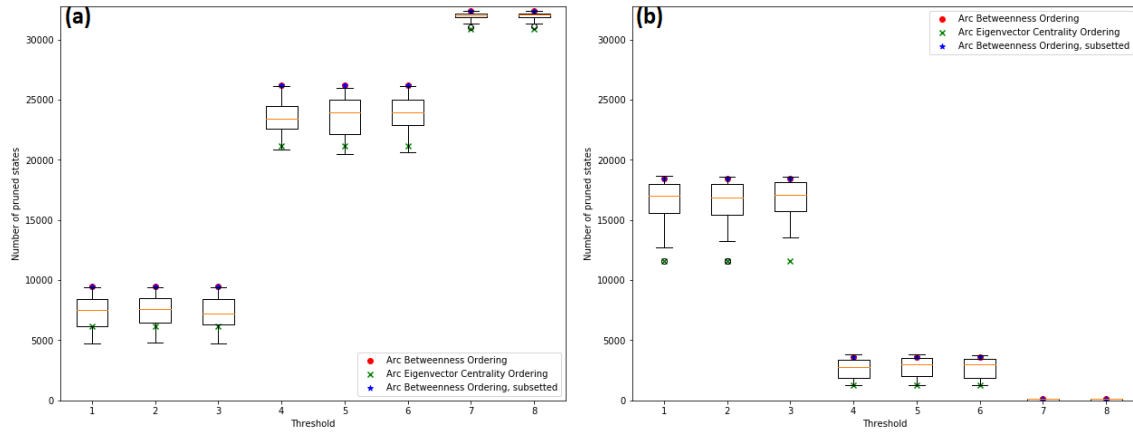 (a)
Number of pruned states
30000
25000
20000
15000
10000
5000
0
1 2 3 4 5 6 7 8
Threshold
Arc Betweenness Ordering
Arc Eigenvector Centrality Ordering
Arc Betweenness Ordering, subsetted
(b)
Arc Betweenness Ordering
Arc Eigenvector Centrality Ordering
Arc Betweenness Ordering, subsetted
Number of pruned states
30000
25000
20000
15000
10000
5000
0
1 2 3 4 5 6 7 8
Threshold